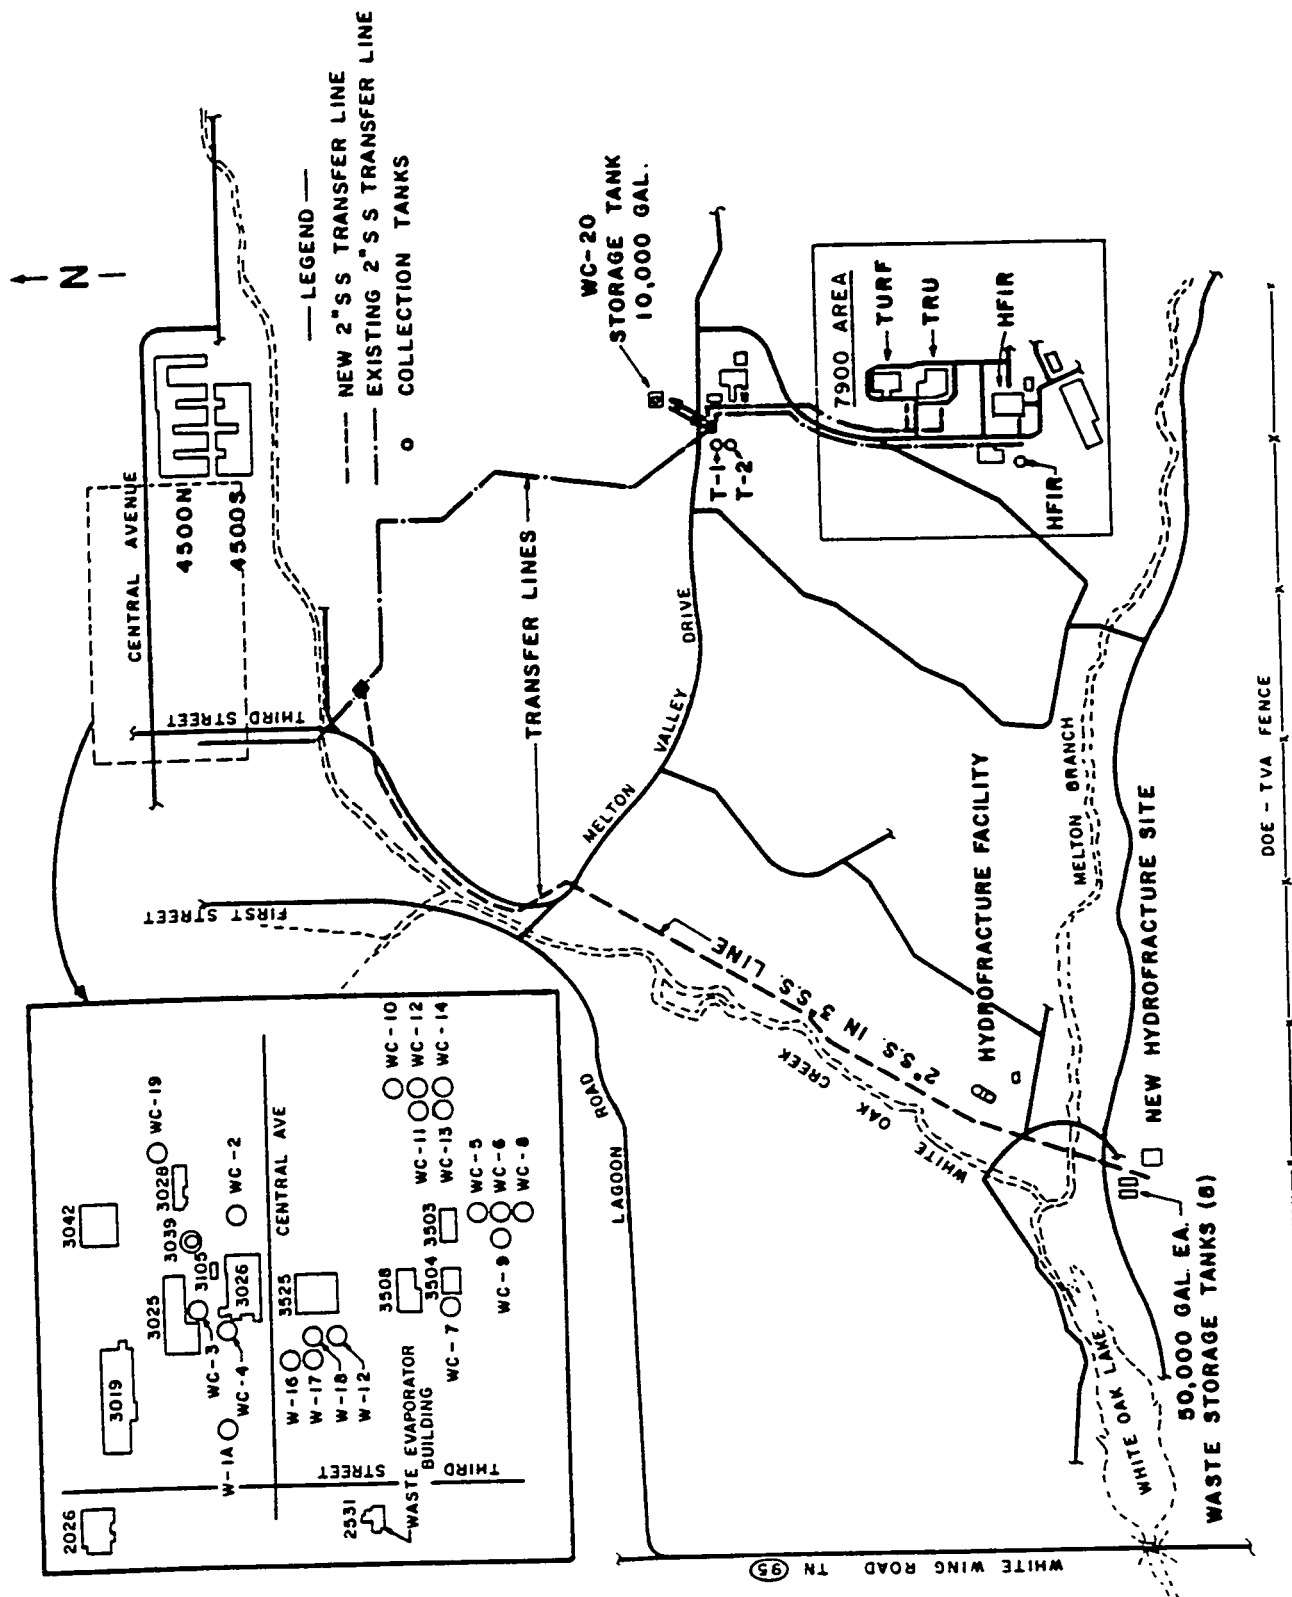 N
— LEGEND —
NEW 2" S S TRANSFER LINE
EXISTING 2" S S TRANSFER LINE
COLLECTION TANKS
CENTRAL AVENUE
4500N
4500S
THIRD STREET
FIRST STREET
2026
3019
3025
3042
3039
3028
3105
3026
WC-19
WC-2
WC-3
WC-4
W-1A
CENTRAL AVE
W-16
W-17
W-18
W-12
3525
3508
3504
3503
WC-7
WC-10
WC-12
WC-14
WC-11
WC-13
WC-5
WC-6
WC-8
WC-9
2531
WASTE EVAPORATOR
BUILDING
THIRD STREET
TRANSFER LINES
WC-20
STORAGE TANK
10,000 GAL.
T-1
T-2
7900 AREA
TURF
TRU
HFIR
HFIR
MELTON VALLEY DRIVE
LAGOON ROAD
2" S.S. IN 3" S.S. LINE
WHITE OAK CREEK
HYDROFRACTURE FACILITY
MELTON BRANCH
NEW HYDROFRACTURE SITE
50,000 GAL. EA.
WASTE STORAGE TANKS (8)
WHITE OAK LAKE
WHITE WING ROAD TN 95
DOE - TVA FENCE